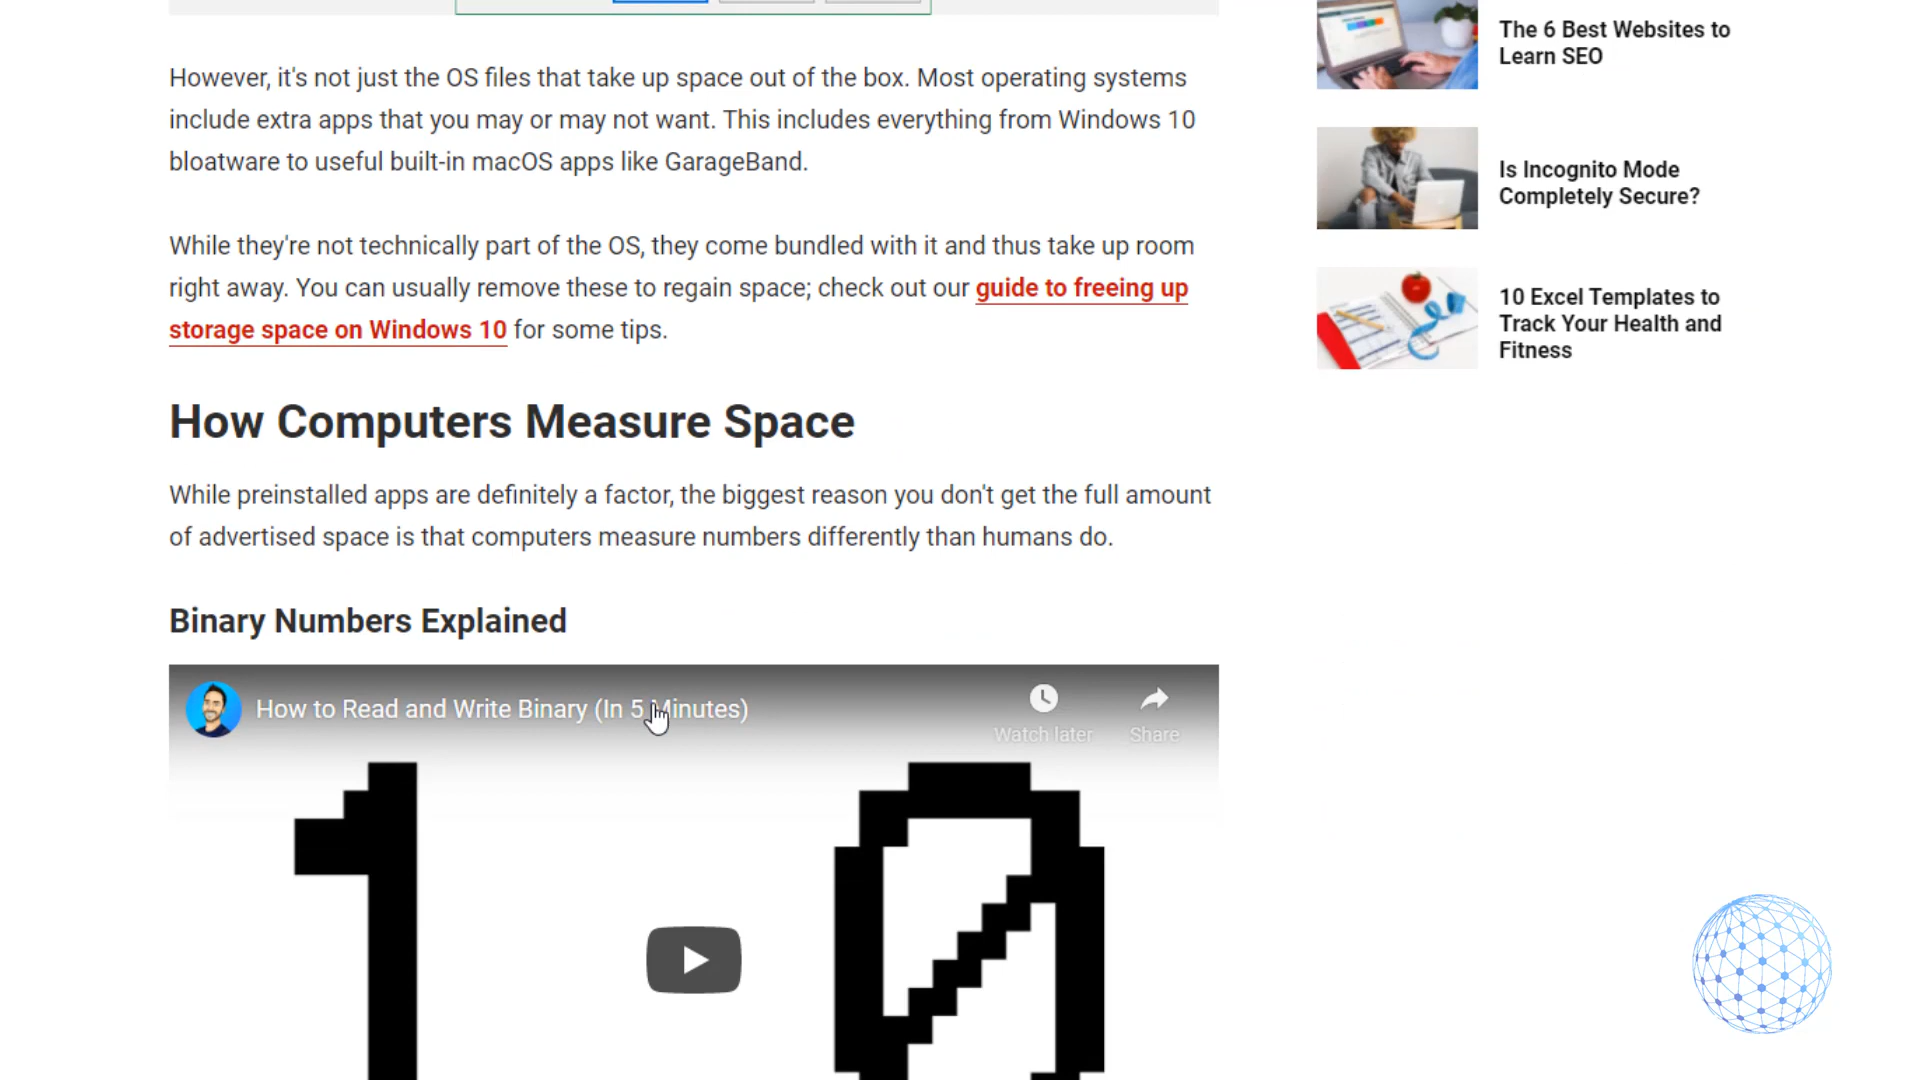 However, it's not just the OS files that take up space out of the box. Most operating systems
include extra apps that you may or may not want. This includes everything from Windows 10
bloatware to useful built-in macOS apps like GarageBand.
While they're not technically part of the OS, they come bundled with it and thus take up room
right away. You can usually remove these to regain space; check out our guide to freeing up
storage space on Windows 10 for some tips.
How Computers Measure Space
While preinstalled apps are definitely a factor, the biggest reason you don't get the full amount
of advertised space is that computers measure numbers differently than humans do.
Binary Numbers Explained
How to Read and Write Binary (In 5 Minutes)
Watch later
Share
1 0
The 6 Best Websites to
Learn SEO
Is Incognito Mode
Completely Secure?
10 Excel Templates to
Track Your Health and
Fitness